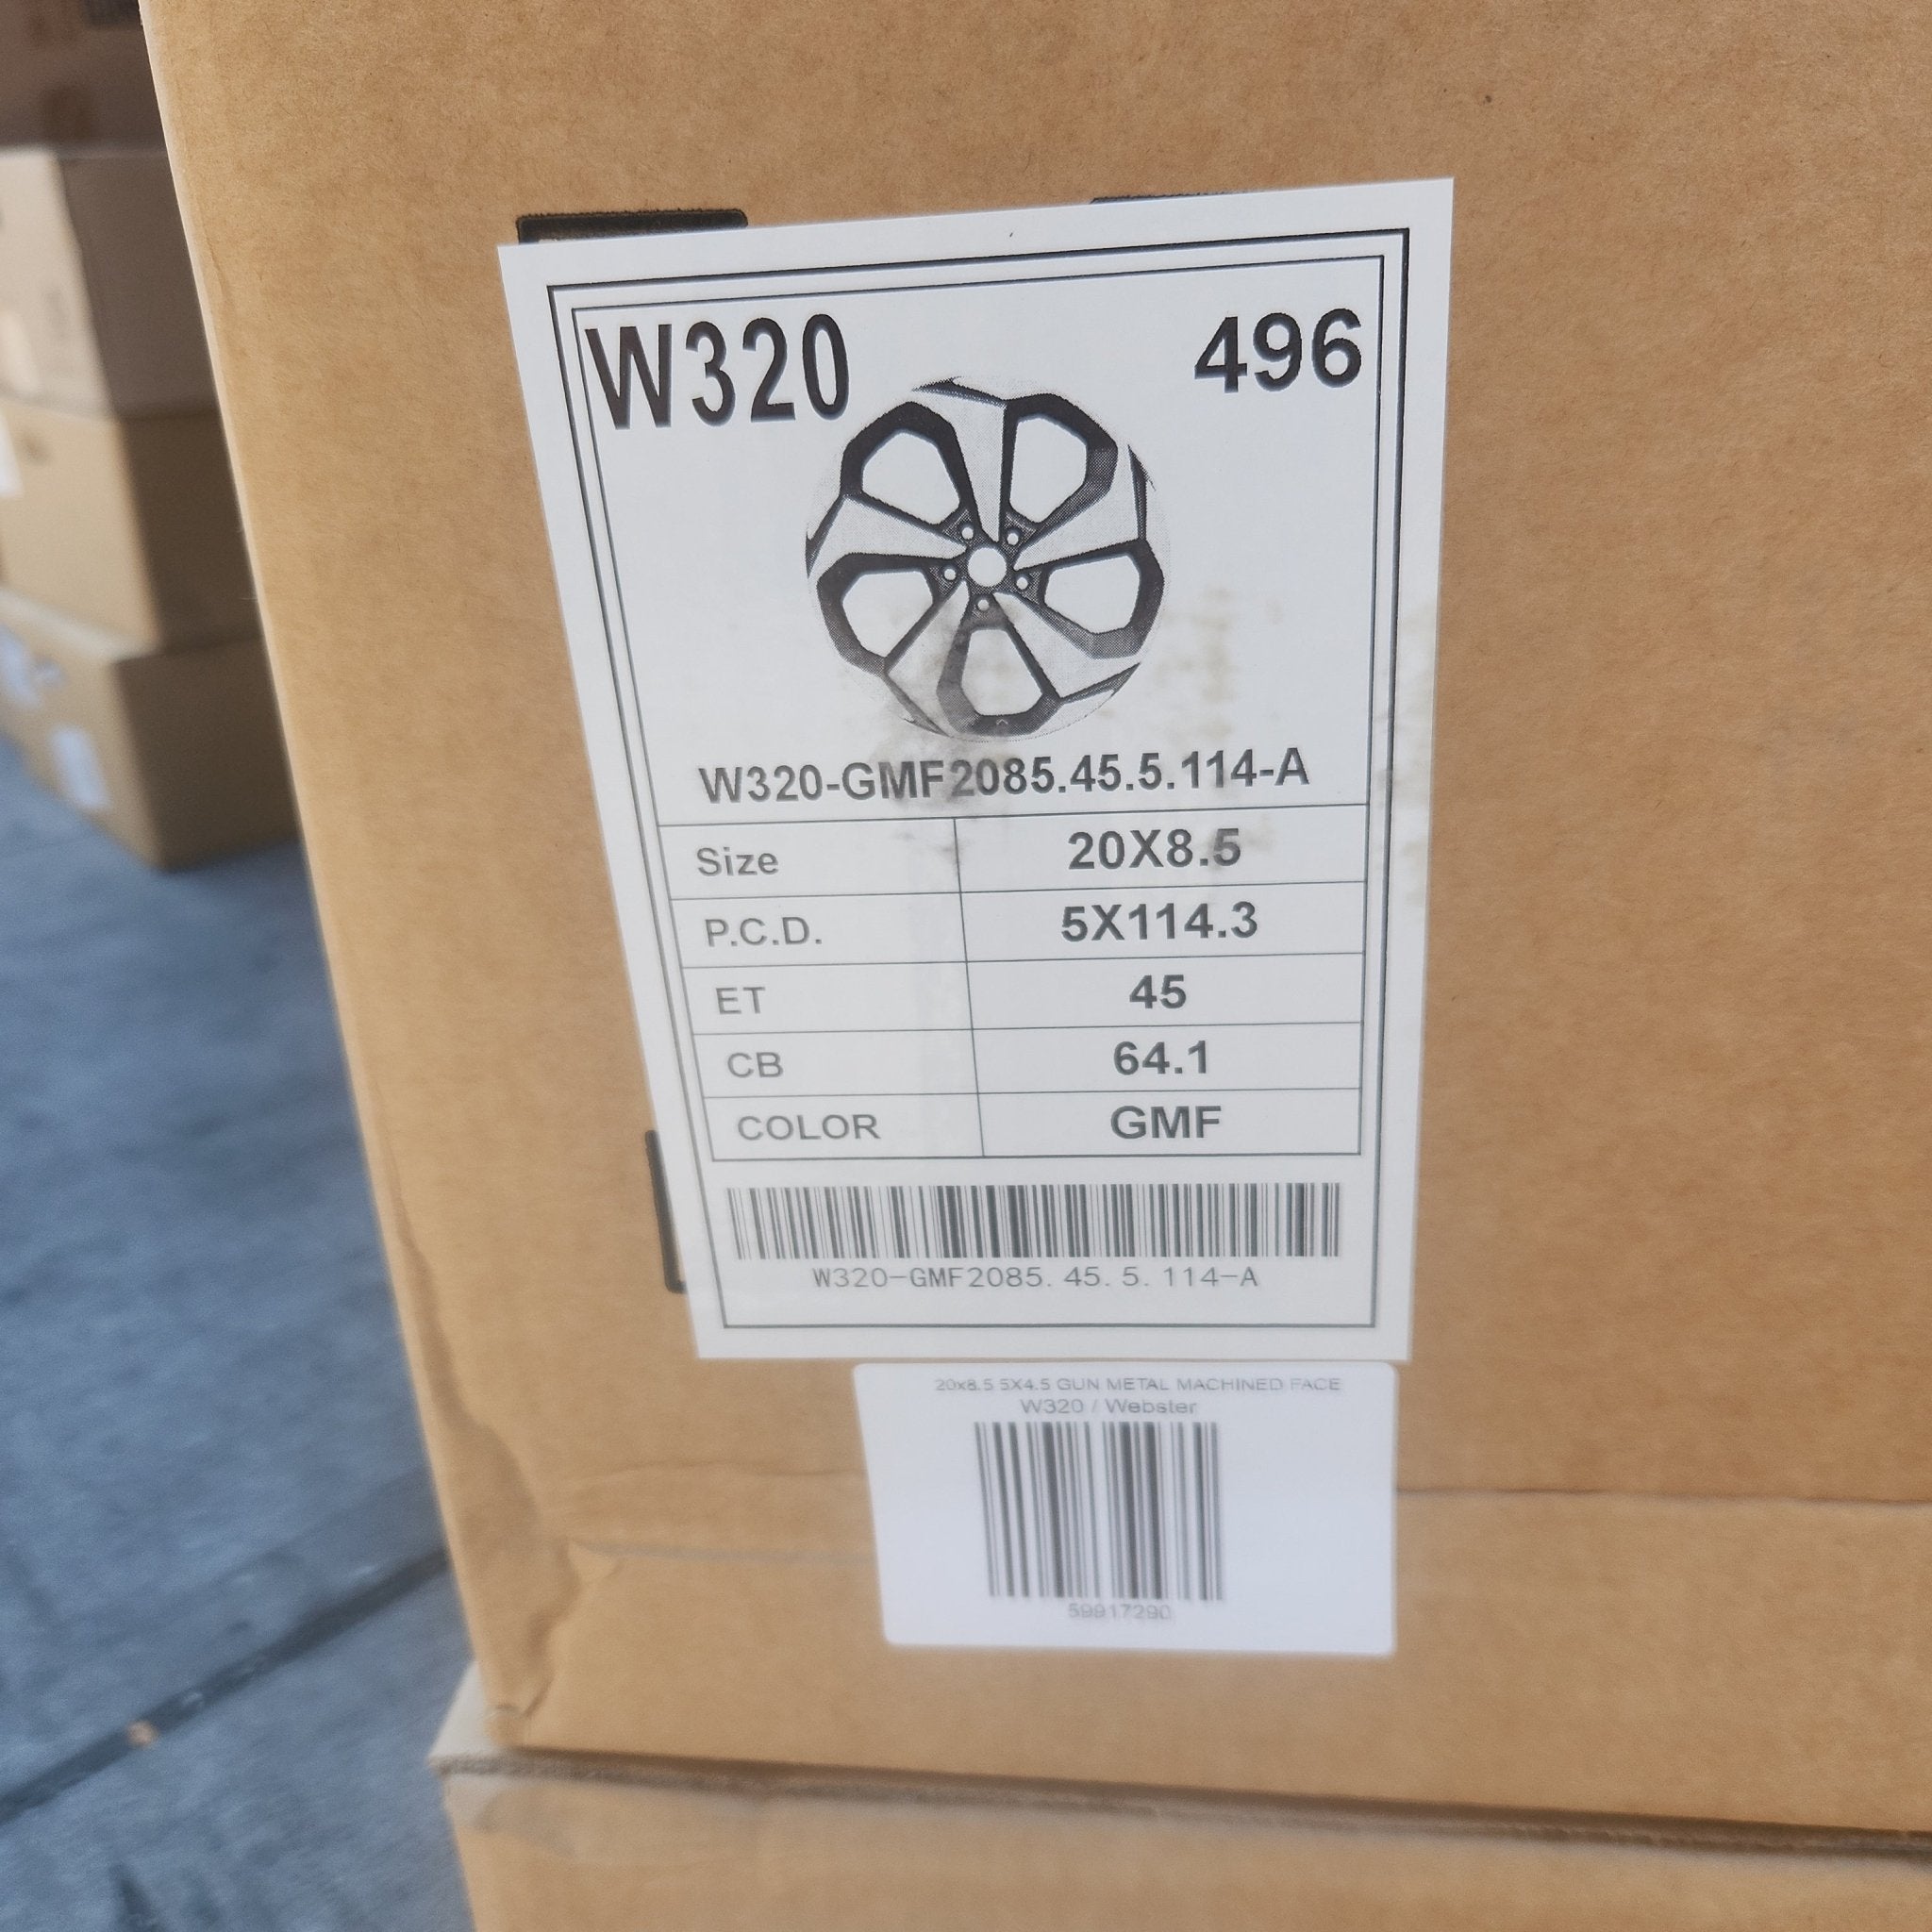 W320 496
W320-GMF2085.45.5.114-A
Size 20X8.5
P.C.D. 5X114.3
ET 45
CB 64.1
COLOR GMF
W320-GMF2085.45.5.114-A
20x8.5 5X4.5 GUN METAL MACHINED FACE
W320 / Webster
59917290